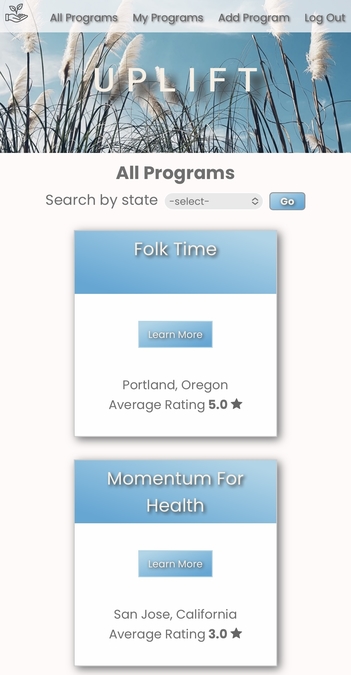 All Programs My Programs Add Program Log Out
UPLIFT
All Programs
Search by state -select- Go
Folk Time
Learn More
Portland, Oregon
Average Rating 5.0 ★
Momentum For
Health
Learn More
San Jose, California
Average Rating 3.0 ★